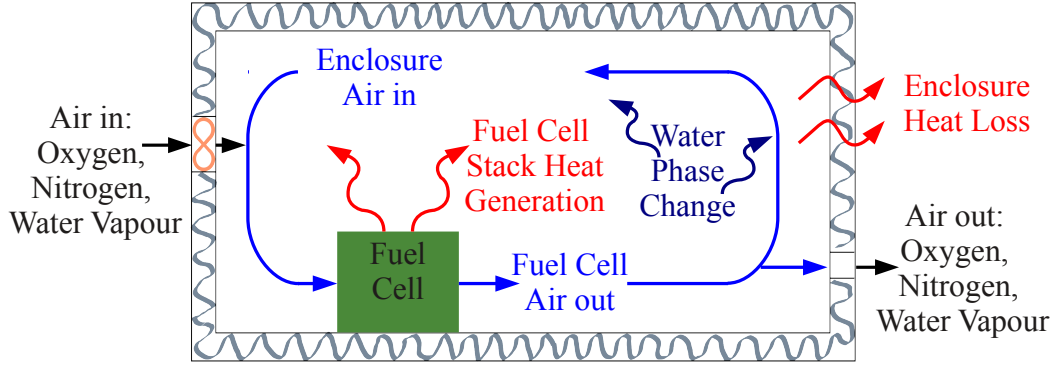 Enclosure
Air in
Air in:
Oxygen,
Nitrogen,
Water Vapour
Fuel Cell
Stack Heat
Generation
Water
Phase
Change
Enclosure
Heat Loss
Fuel
Cell
Fuel Cell
Air out
Air out:
Oxygen,
Nitrogen,
Water Vapour